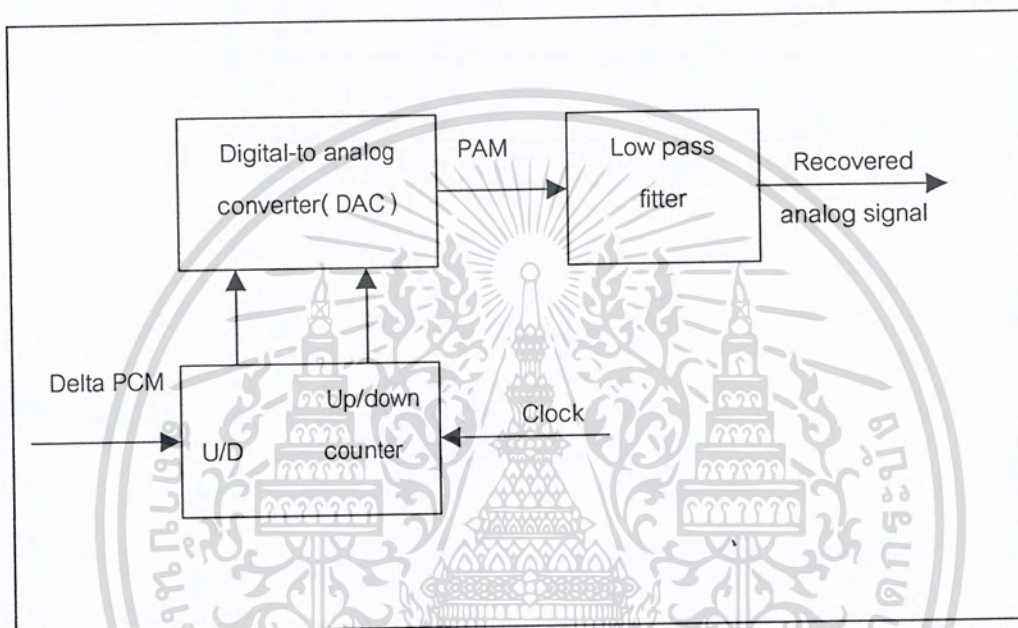 Digital-to analog
converter( DAC )
PAM
Low pass
fitter
Recovered
analog signal
Delta PCM
U/D
Up/down
counter
Clock